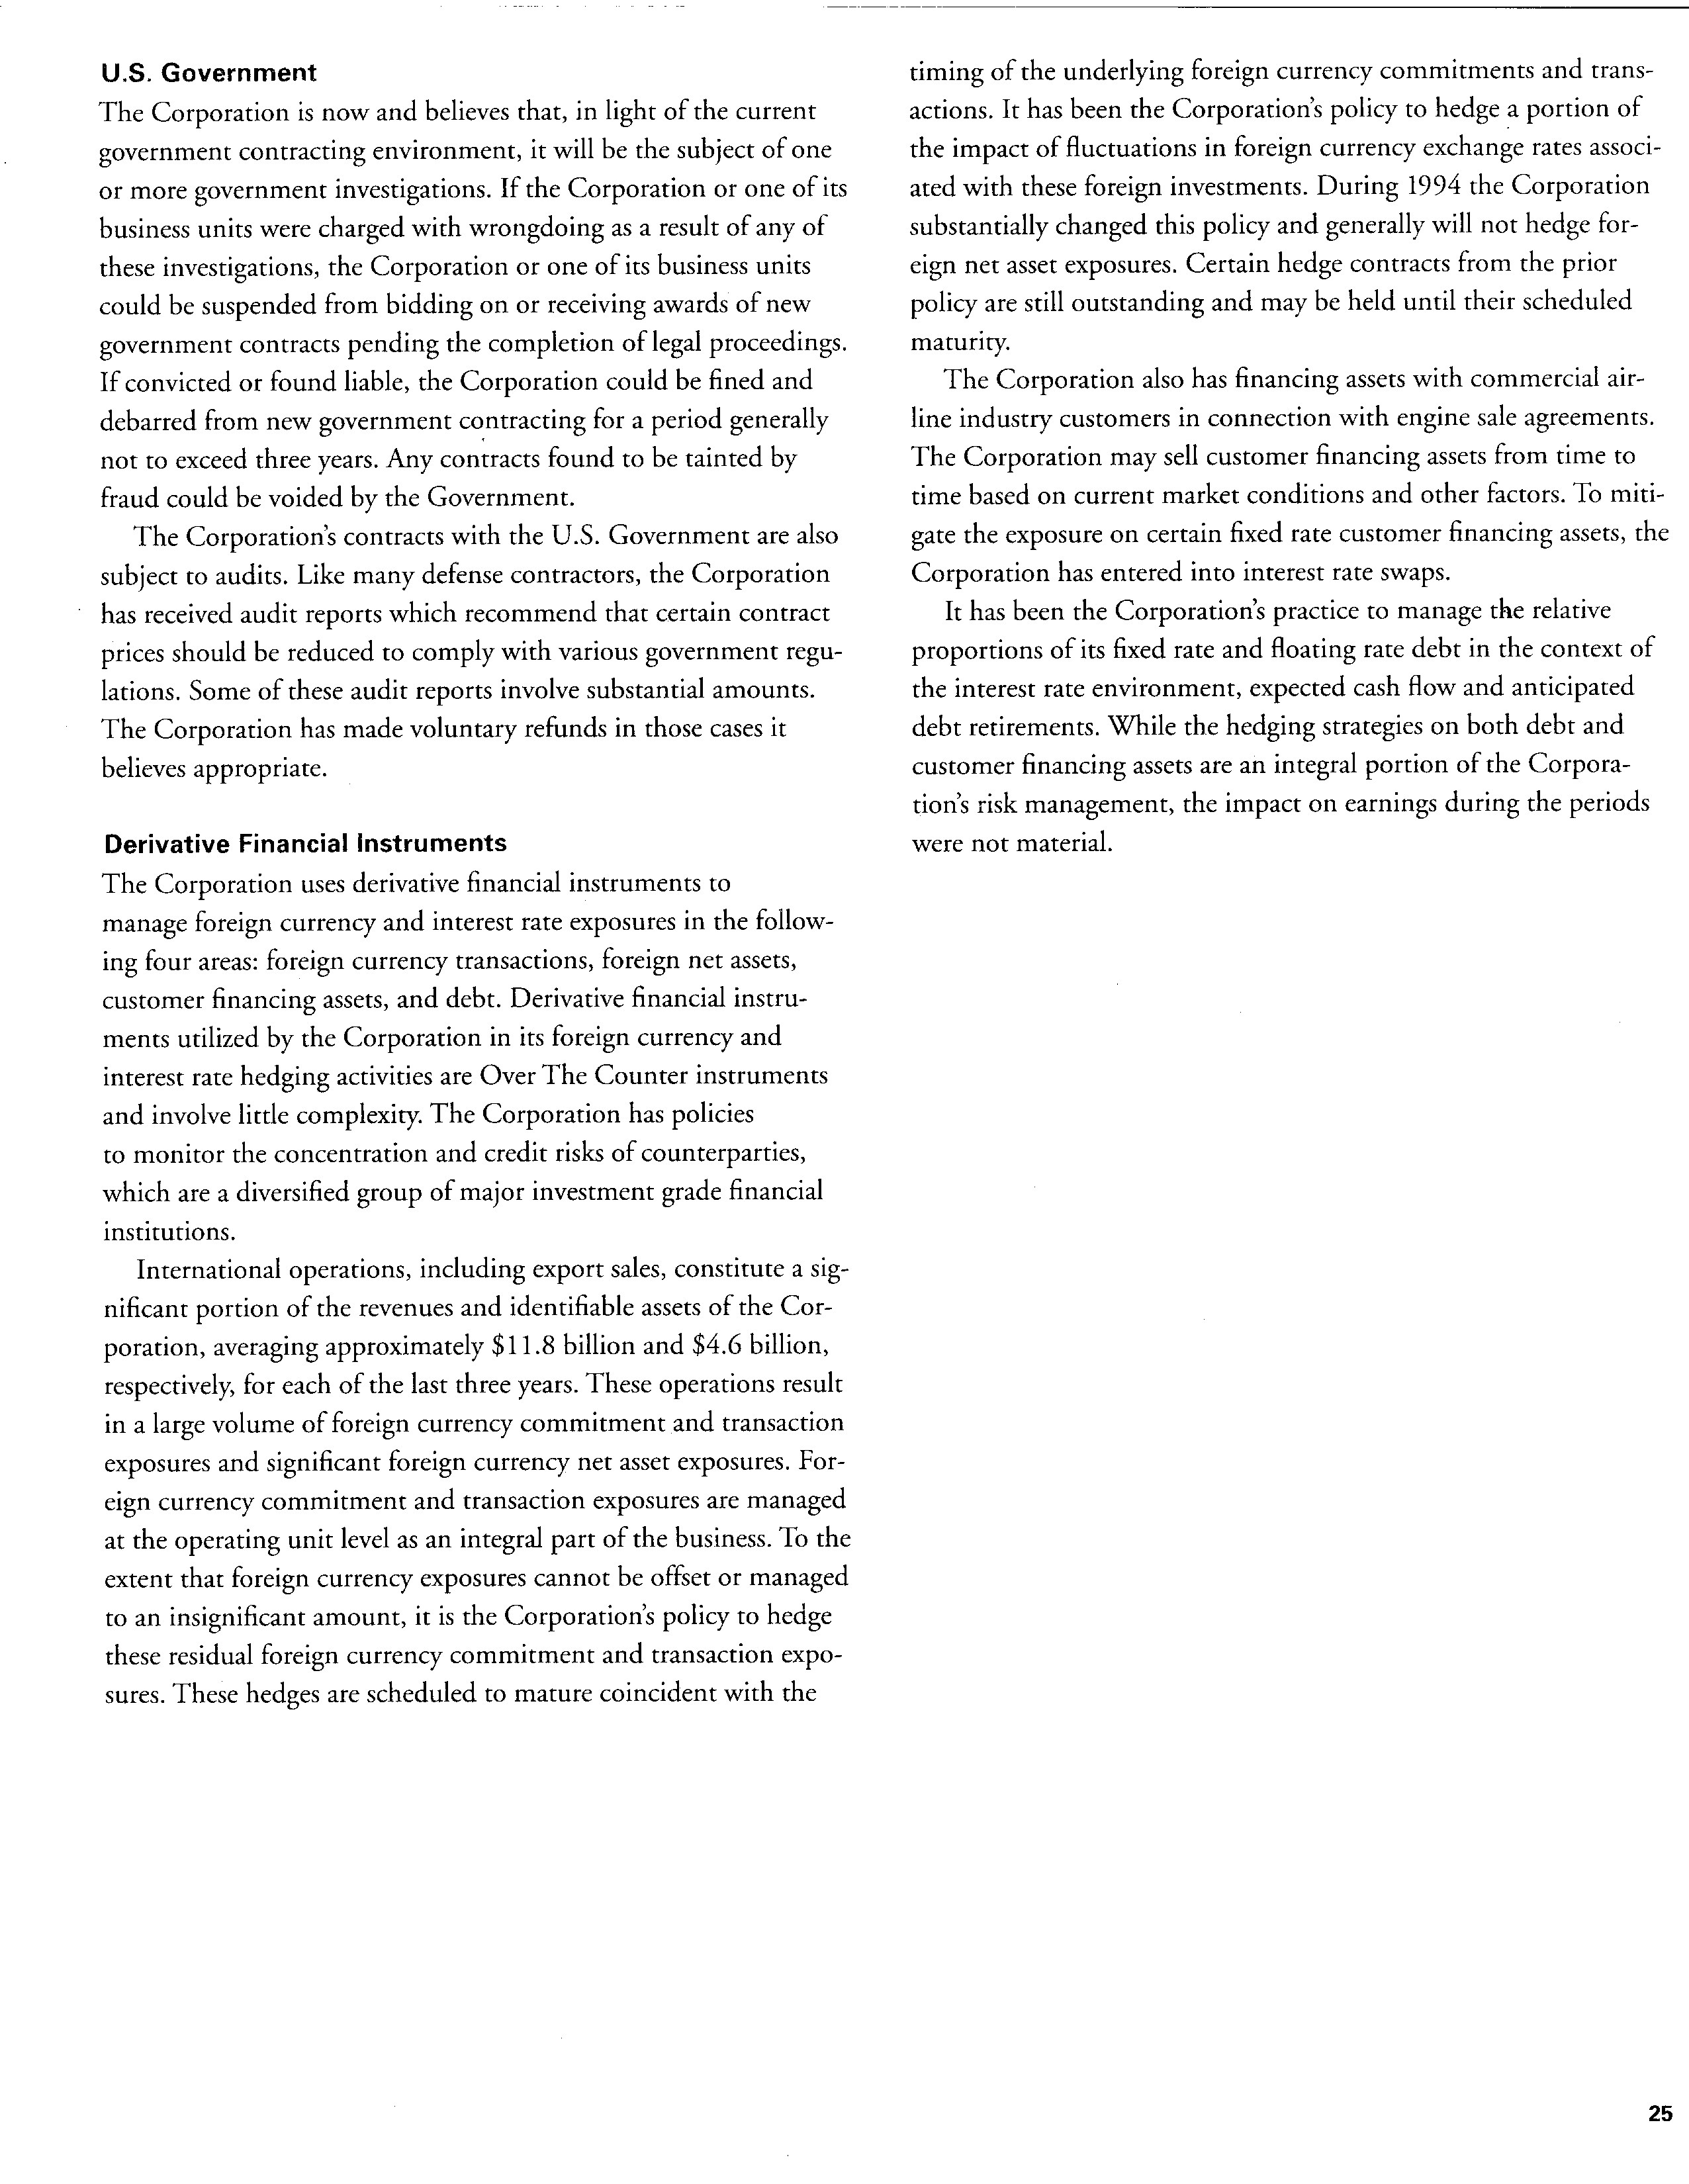 U.S. Government
The Corporation is now and believes that, in light of the current
government contracting environment, it will be the subject of one
or more government investigations. If the Corporation or one of its
business units were charged with wrongdoing as a result of any of
these investigations, the Corporation or one of its business units
could be suspended from bidding on or receiving awards of new
government contracts pending the completion of legal proceedings.
If convicted or found liable, the Corporation could be fined and
debarred from new government contracting for a period generally
not to exceed three years. Any contracts found to be tainted by
fraud could be voided by the Government.
The Corporation's contracts with the U.S. Government are also
subject to audits. Like many defense contractors, the Corporation
has received audit reports which recommend that certain contract
prices should be reduced to comply with various government regu-
lations. Some of these audit reports involve substantial amounts.
The Corporation has made voluntary refunds in those cases it
believes appropriate.
Derivative Financial Instruments
The Corporation uses derivative financial instruments to
manage foreign currency and interest rate exposures in the follow-
ing four areas: foreign currency transactions, foreign net assets,
customer financing assets, and debt. Derivative financial instru-
ments utilized by the Corporation in its foreign currency and
interest rate hedging activities are Over The Counter instruments
and involve little complexity. The Corporation has policies
to monitor the concentration and credit risks of counterparties,
which are a diversified group of major investment grade financial
institutions.
International operations, including export sales, constitute a sig-
nificant portion of the revenues and identifiable assets of the Cor-
poration, averaging approximately $11.8 billion and $4.6 billion,
respectively, for each of the last three years. These operations result
in a large volume of foreign currency commitment and transaction
exposures and significant foreign currency net asset exposures. For-
eign currency commitment and transaction exposures are managed
at the operating unit level as an integral part of the business. To the
extent that foreign currency exposures cannot be offset or managed
to an insignificant amount, it is the Corporation's policy to hedge
these residual foreign currency commitment and transaction expo-
sures. These hedges are scheduled to mature coincident with the
timing of the underlying foreign currency commitments and trans-
actions. It has been the Corporation's policy to hedge a portion of
the impact of fluctuations in foreign currency exchange rates associ-
ated with these foreign investments. During 1994 the Corporation
substantially changed this policy and generally will not hedge for-
eign net asset exposures. Certain hedge contracts from the prior
policy are still outstanding and may be held until their scheduled
maturity.
The Corporation also has financing assets with commercial air-
line industry customers in connection with engine sale agreements.
The Corporation may sell customer financing assets from time to
time based on current market conditions and other factors. To miti-
gate the exposure on certain fixed rate customer financing assets, the
Corporation has entered into interest rate swaps.
It has been the Corporation's practice to manage the relative
proportions of its fixed rate and floating rate debt in the context of
the interest rate environment, expected cash flow and anticipated
debt retirements. While the hedging strategies on both debt and
customer financing assets are an integral portion of the Corpora-
tion's risk management, the impact on earnings during the periods
were not material.
25